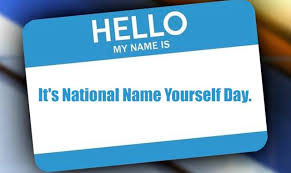 HELLO
MY NAME IS
It's National Name Yourself Day.